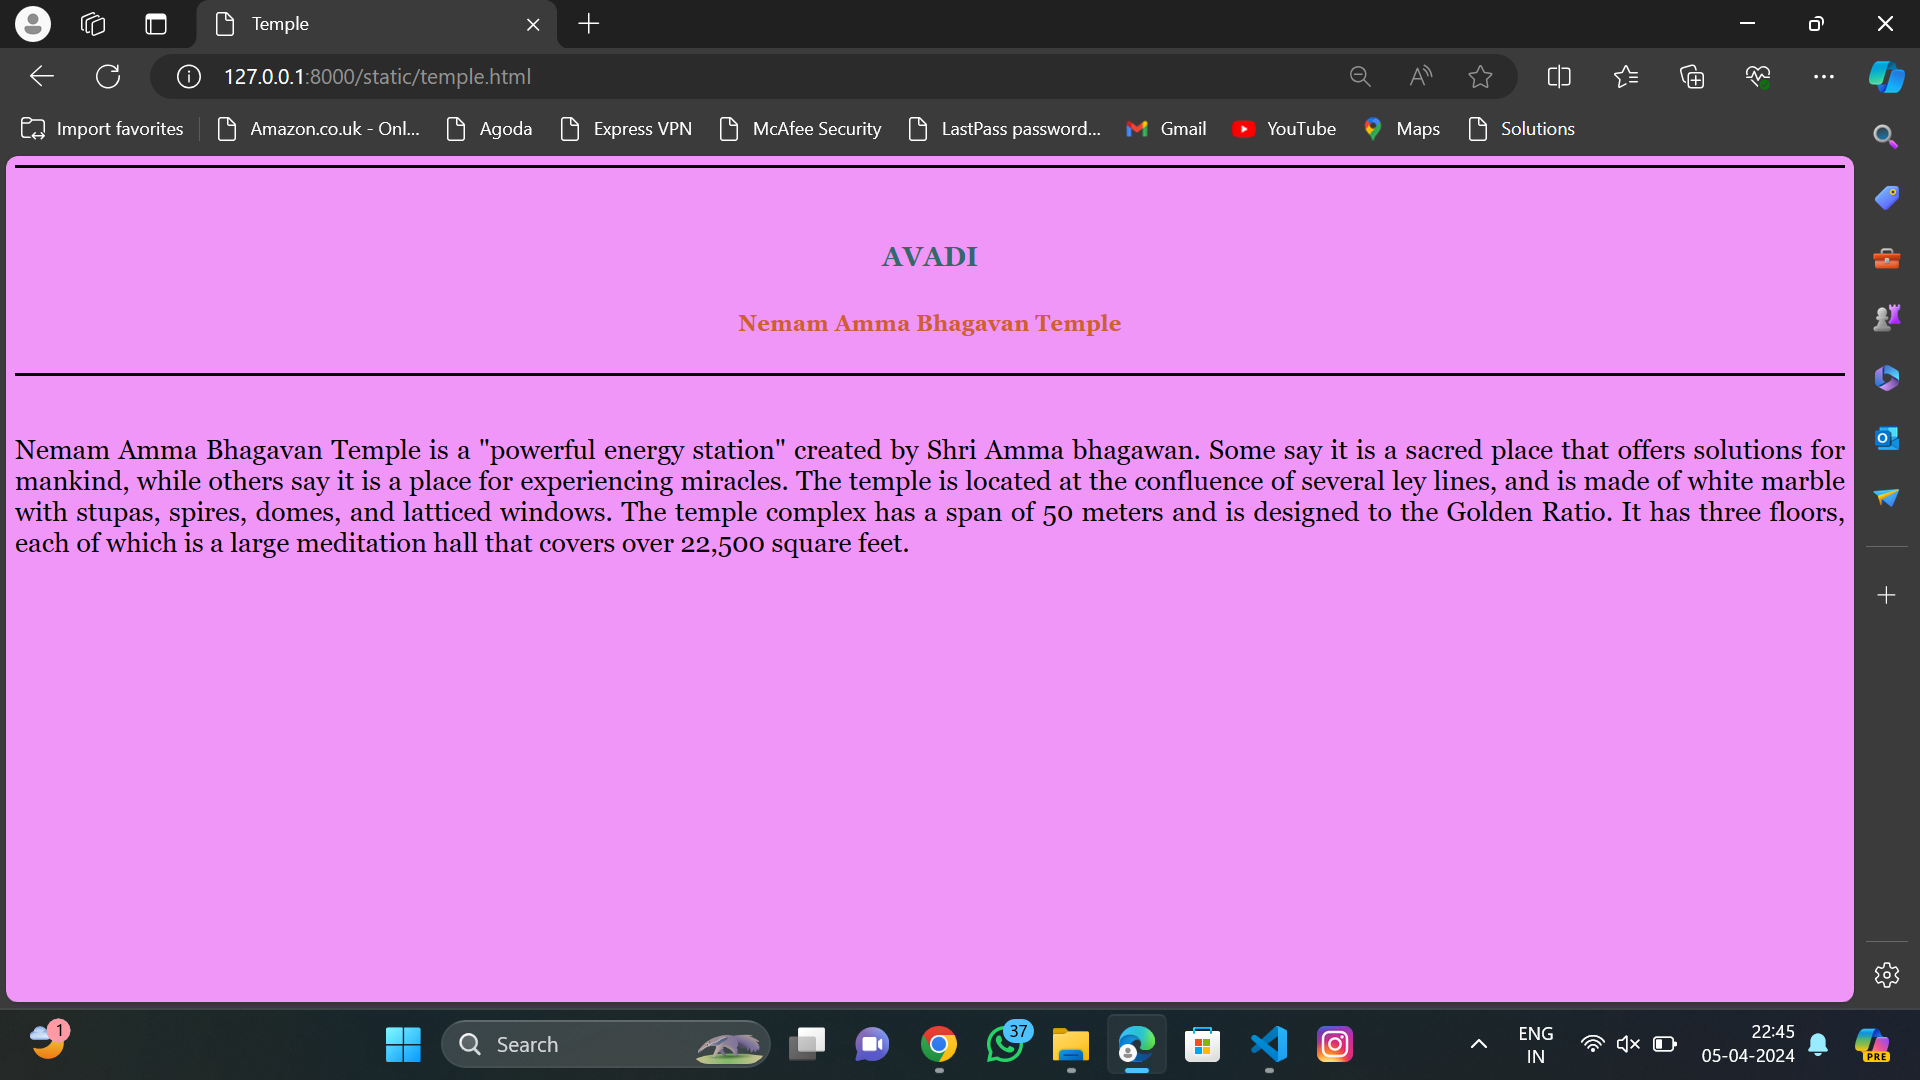 Temple
127.0.0.1:8000/static/temple.html
Import favorites
Amazon.co.uk - Onl...
Agoda
Express VPN
McAfee Security
LastPass password...
Gmail
YouTube
Maps
Solutions
AVADI
Nemam Amma Bhagavan Temple
Nemam Amma Bhagavan Temple is a "powerful energy station" created by Shri Amma bhagawan. Some say it is a sacred place that offers solutions for
mankind, while others say it is a place for experiencing miracles. The temple is located at the confluence of several ley lines, and is made of white marble
with stupas, spires, domes, and latticed windows. The temple complex has a span of 50 meters and is designed to the Golden Ratio. It has three floors,
each of which is a large meditation hall that covers over 22,500 square feet.
1
Search
37
ENG
IN
22:45
05-04-2024
PRE